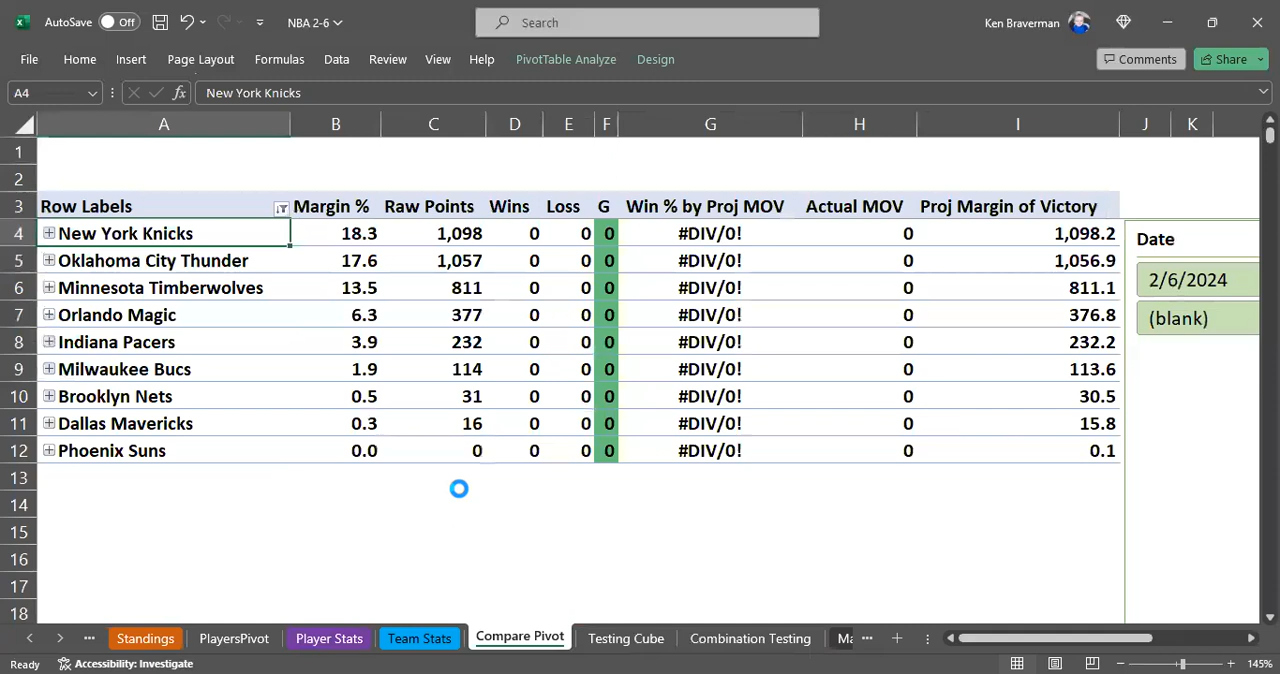 AutoSave Off NBA 2-6 Search Ken Braverman
File Home Insert Page Layout Formulas Data Review View Help PivotTable Analyze Design Comments Share
A4 fx New York Knicks
A B C D E F G H I J K
1
2
3 Row Labels Margin % Raw Points Wins Loss G Win % by Proj MOV Actual MOV Proj Margin of Victory
4 New York Knicks 18.3 1,098 0 0 0 #DIV/0! 0 1,098.2
Date
5 Oklahoma City Thunder 17.6 1,057 0 0 0 #DIV/0! 0 1,056.9
2/6/2024
6 Minnesota Timberwolves 13.5 811 0 0 0 #DIV/0! 0 811.1
7 Orlando Magic 6.3 377 0 0 0 #DIV/0! 0 376.8
(blank)
8 Indiana Pacers 3.9 232 0 0 0 #DIV/0! 0 232.2
9 Milwaukee Bucs 1.9 114 0 0 0 #DIV/0! 0 113.6
10 Brooklyn Nets 0.5 31 0 0 0 #DIV/0! 0 30.5
11 Dallas Mavericks 0.3 16 0 0 0 #DIV/0! 0 15.8
12 Phoenix Suns 0.0 0 0 0 0 #DIV/0! 0 0.1
13
14
15
16
17
18
Standings PlayersPivot Player Stats Team Stats Compare Pivot Testing Cube Combination Testing Ma
Ready Accessibility: Investigate 145%